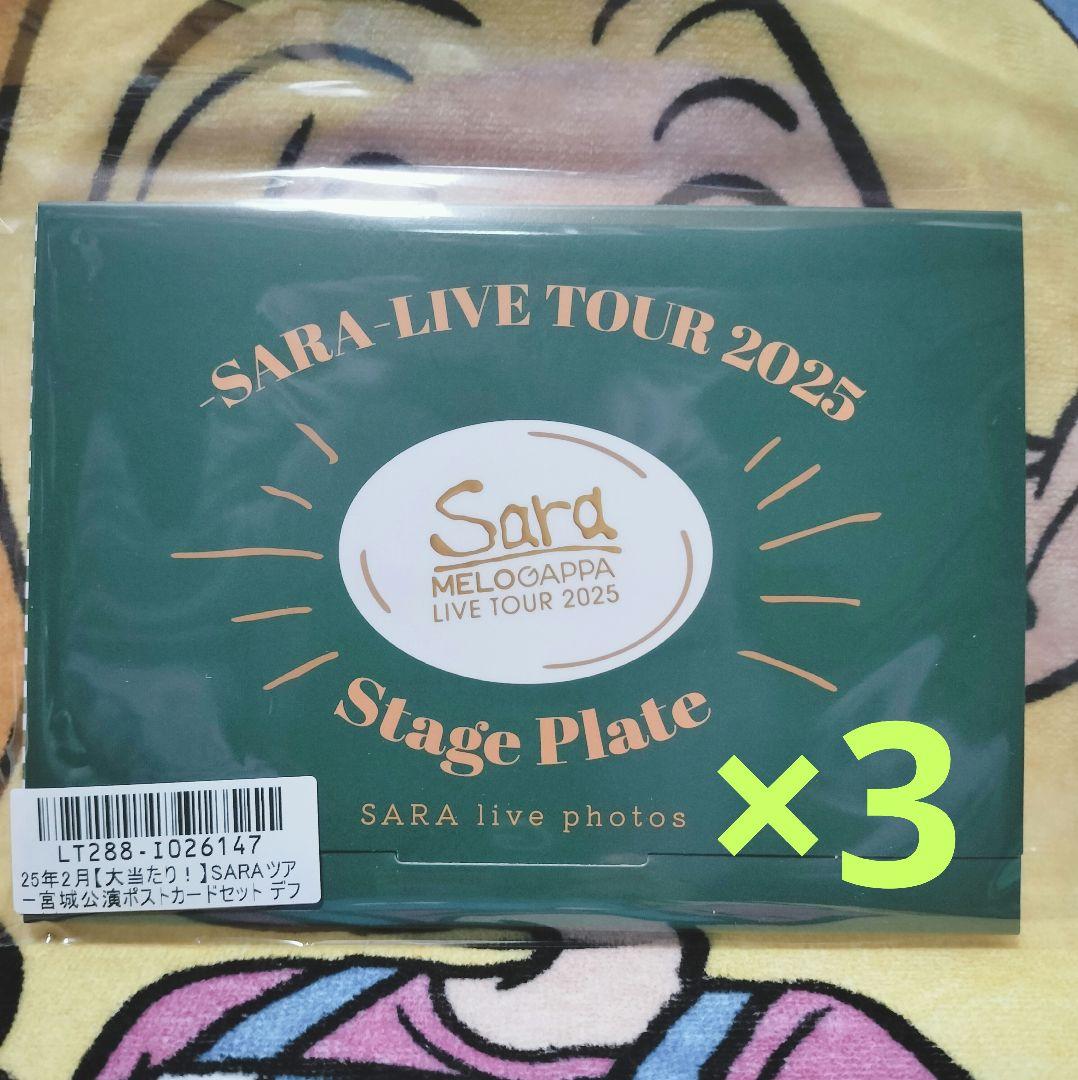 -SARA-LIVE TOUR 2025
Sara
MELOGAPPA
LIVE TOUR 2025
Stage Plate
SARA live photos
×3
LT288-I026147
25年2月【大当たり!】SARAツア
ー宮城公演ポストカードセット デフ